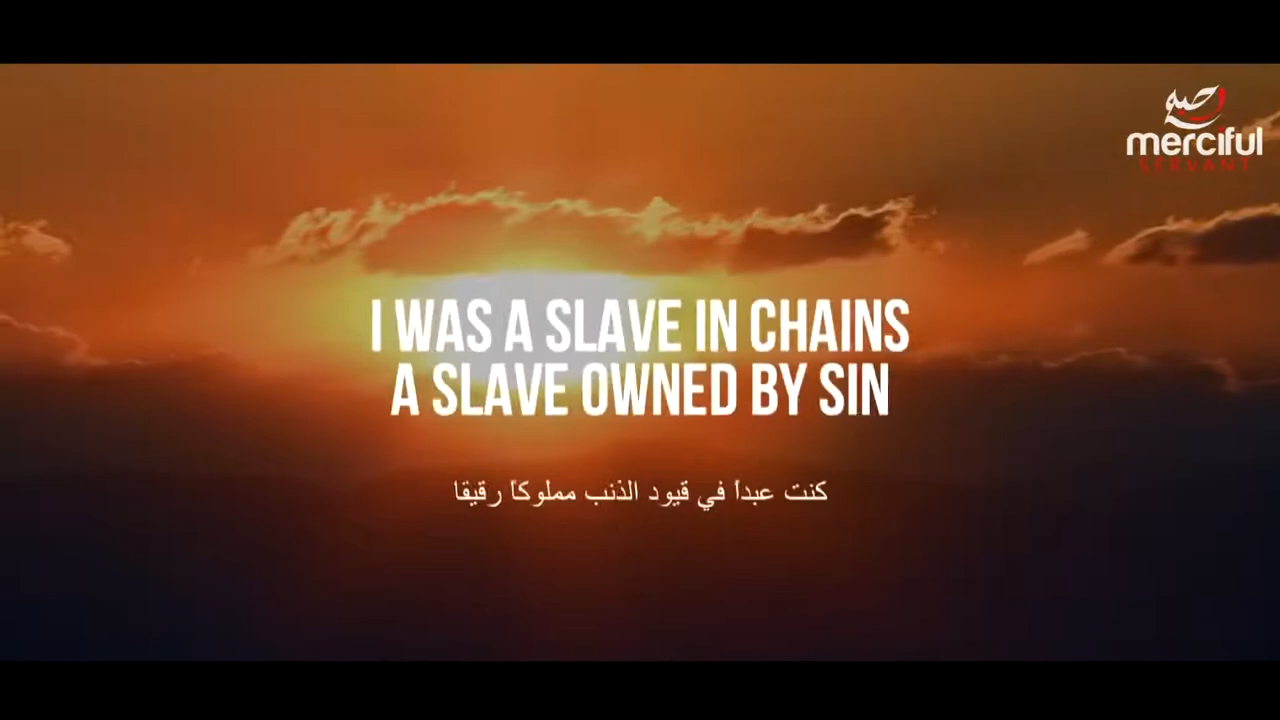 merciful
SERVANT
I WAS A SLAVE IN CHAINS
A SLAVE OWNED BY SIN
كنت عبداً في قيود الذنب مملوكاً رقيقا